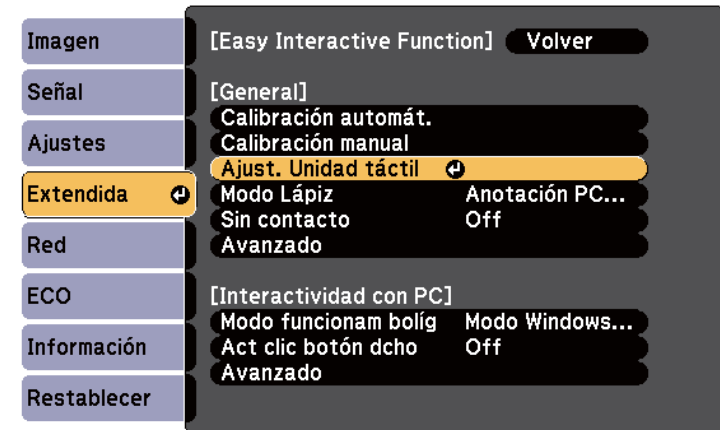 Imagen
Señal
Ajustes
Extendida
Red
ECO
Información
Restablecer
[Easy Interactive Function] Volver
[General]
Calibración automát.
Calibración manual
Ajust. Unidad táctil
Modo Lápiz Anotación PC...
Sin contacto Off
Avanzado
[Interactividad con PC]
Modo funcionam bolíg Modo Windows...
Act clic botón dcho Off
Avanzado